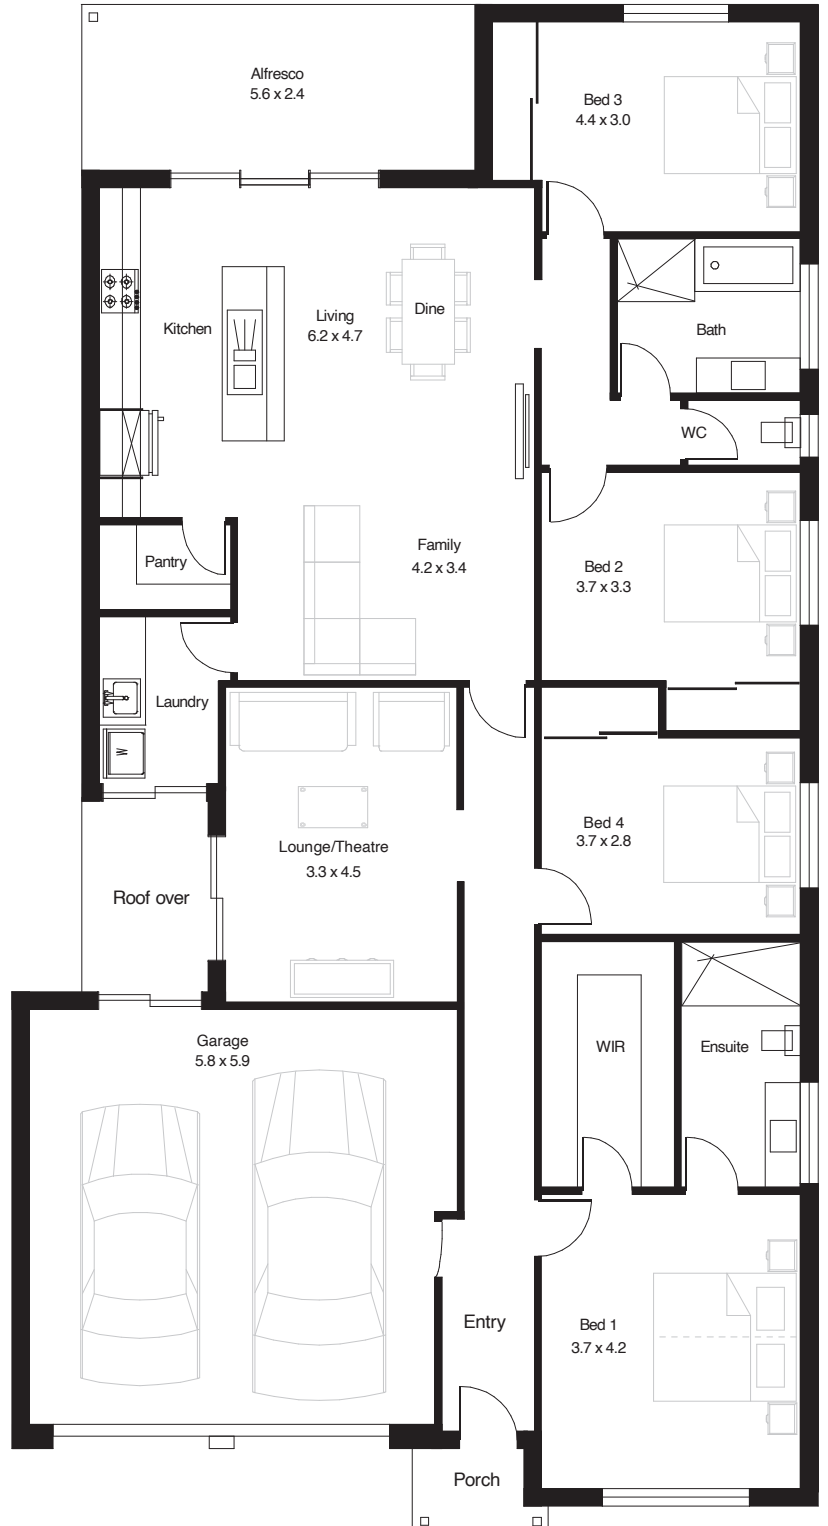 Alfresco
5.6 x 2.4
Bed 3
4.4 x 3.0
Kitchen
Living
6.2 x 4.7
Dine
Bath
WC
Pantry
Family
4.2 x 3.4
Bed 2
3.7 x 3.3
Laundry
W
Lounge/Theatre
3.3 x 4.5
Bed 4
3.7 x 2.8
Roof over
Garage
5.8 x 5.9
WIR
Ensuite
Entry
Bed 1
3.7 x 4.2
Porch